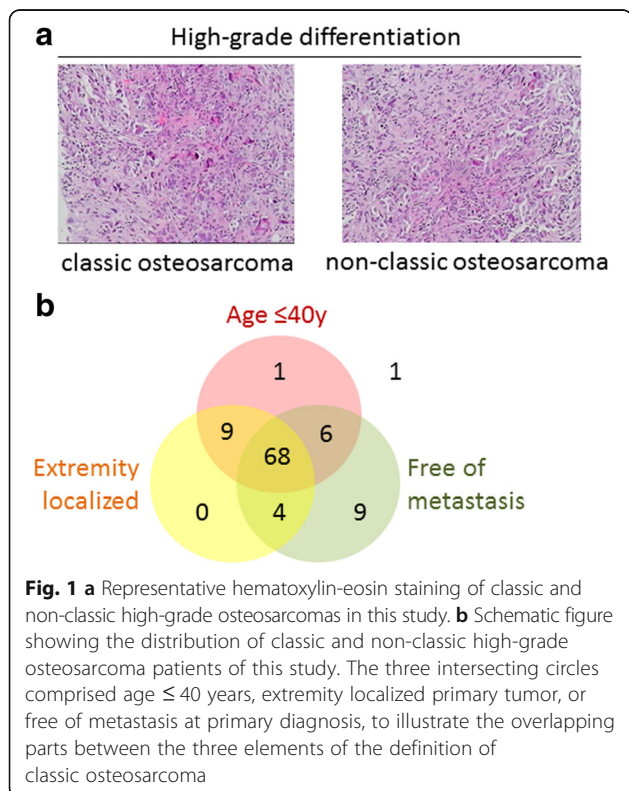 a
High-grade differentiation
classic osteosarcoma
non-classic osteosarcoma
b
Age ≤40y
1
1
9
6
68
Extremity
localized
Free of
metastasis
0
4
9
Fig. 1 a Representative hematoxylin-eosin staining of classic and
non-classic high-grade osteosarcomas in this study. b Schematic figure
showing the distribution of classic and non-classic high-grade
osteosarcoma patients of this study. The three intersecting circles
comprised age ≤ 40 years, extremity localized primary tumor, or
free of metastasis at primary diagnosis, to illustrate the overlapping
parts between the three elements of the definition of
classic osteosarcoma